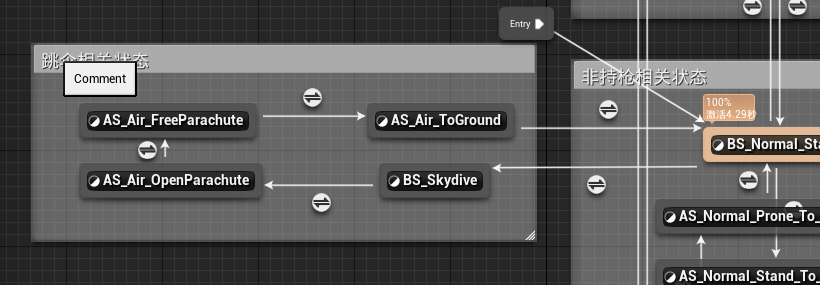 Entry
跳伞相关状态
Comment
非持枪相关状态
100%
激活4.29秒
AS_Air_FreeParachute
AS_Air_ToGround
BS_Normal_Sta
AS_Air_OpenParachute
BS_Skydive
AS_Normal_Prone_To_
AS_Normal_Stand_To_